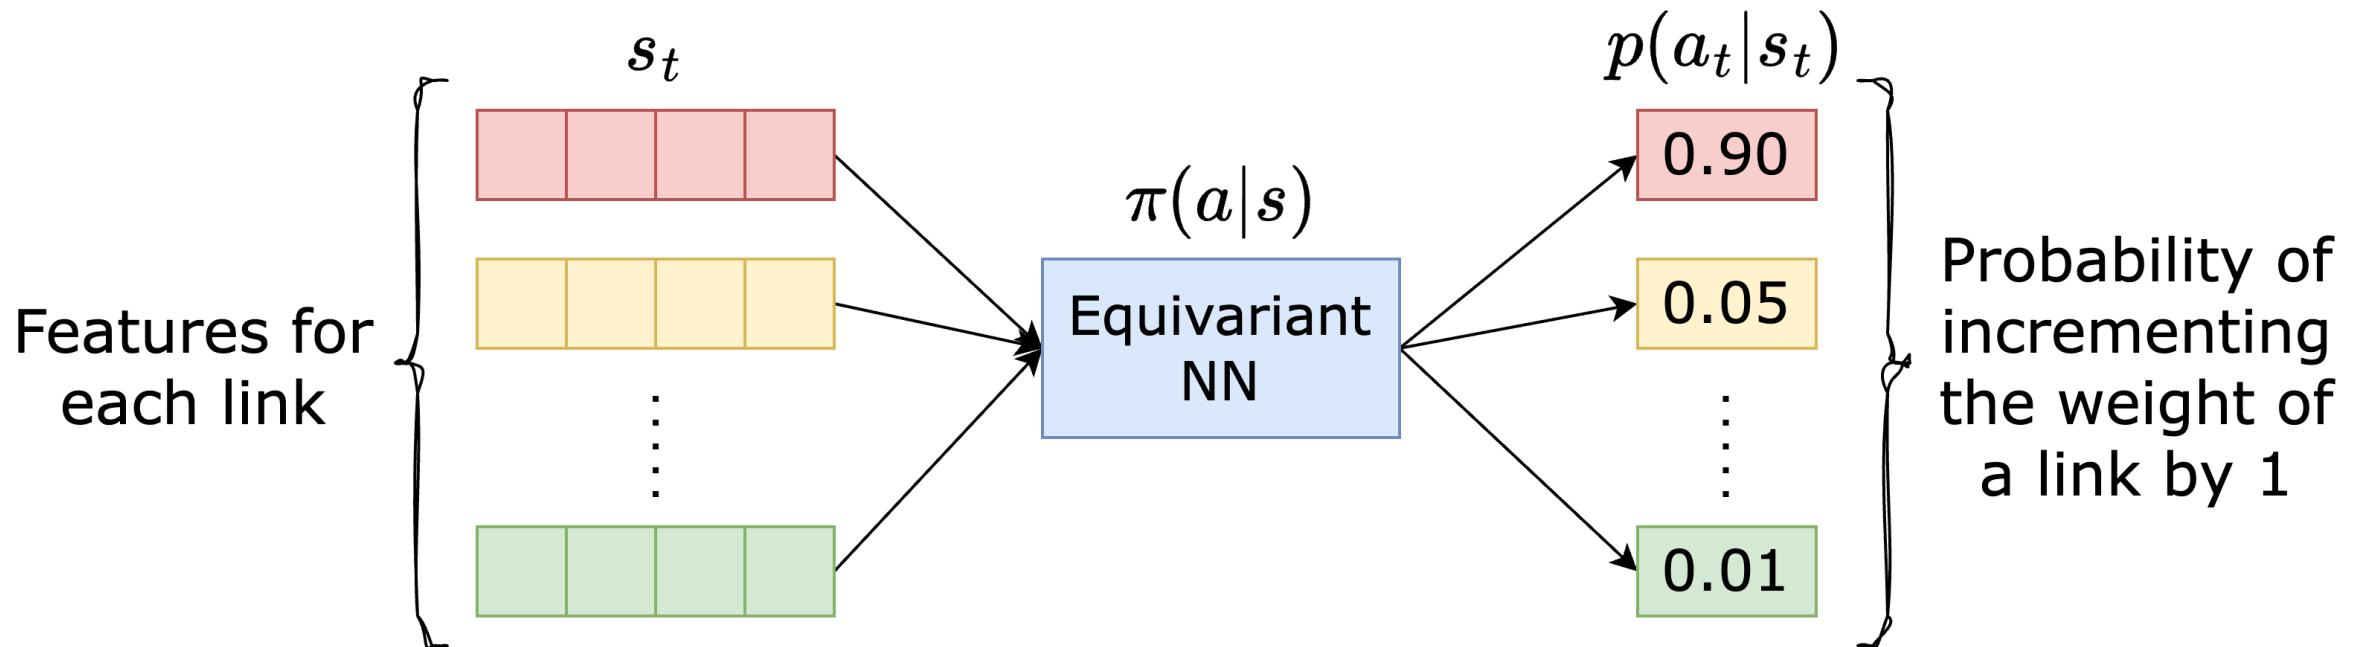 Features for
each link
s_t
π(a|s)
Equivariant
NN
p(a_t|s_t)
0.90
0.05
0.01
Probability of
incrementing
the weight of
a link by 1